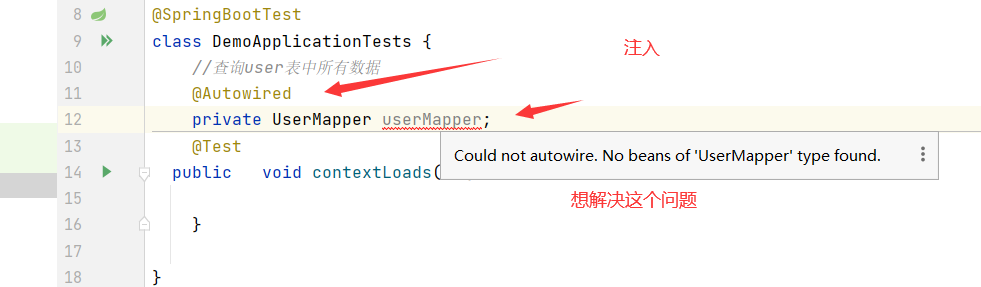 8 @SpringBootTest
9 class DemoApplicationTests {
注入
10 //查询user表中所有数据
11 @Autowired
12 private UserMapper userMapper;
13 @Test
Could not autowire. No beans of 'UserMapper' type found.
14 public void contextLoads(
想解决这个问题
15
16 }
17
18 }